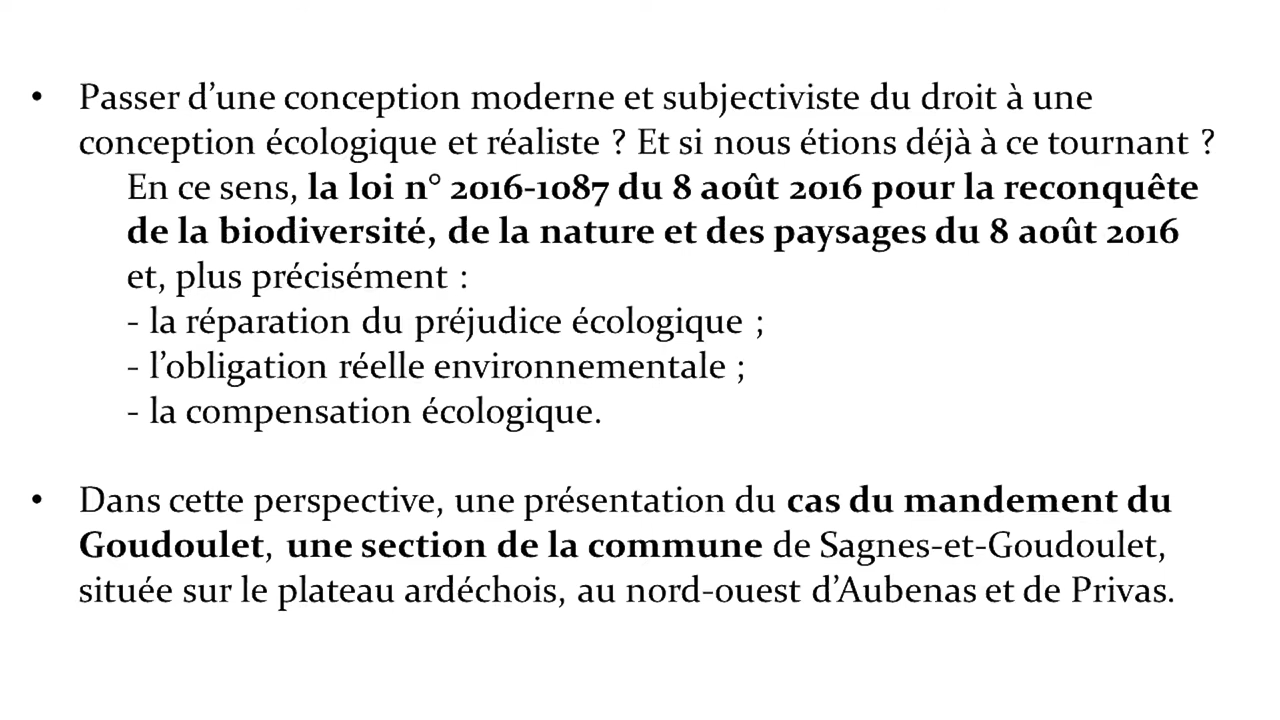 • Passer d’une conception moderne et subjectiviste du droit à une
conception écologique et réaliste ? Et si nous étions déjà à ce tournant ?
En ce sens, la loi n° 2016-1087 du 8 août 2016 pour la reconquête
de la biodiversité, de la nature et des paysages du 8 août 2016
et, plus précisément :
- la réparation du préjudice écologique ;
- l’obligation réelle environnementale ;
- la compensation écologique.
• Dans cette perspective, une présentation du cas du mandement du
Goudoulet, une section de la commune de Sagnes-et-Goudoulet,
située sur le plateau ardéchois, au nord-ouest d’Aubenas et de Privas.